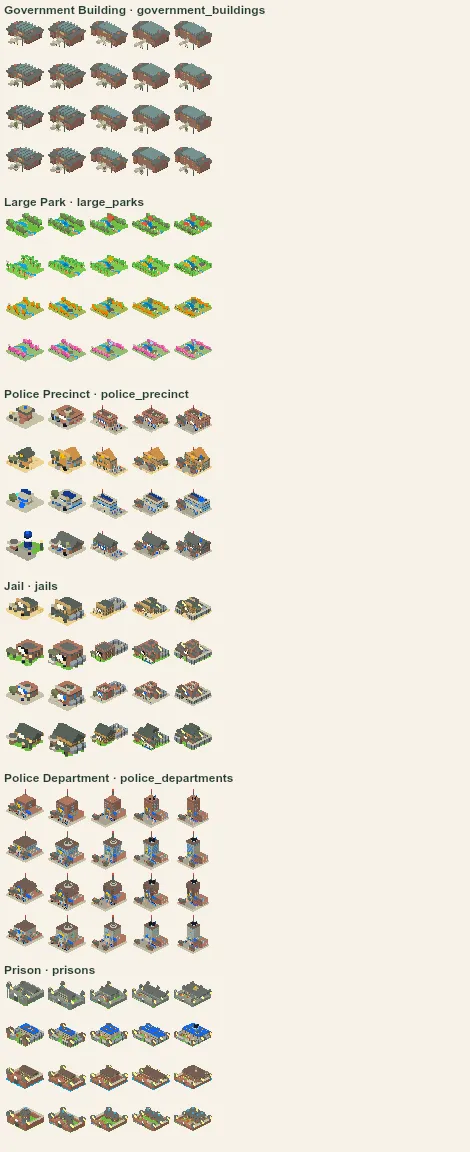 Government Building · government_buildings
Large Park · large_parks
Police Precinct · police_precinct
Jail · jails
Police Department · police_departments
Prison · prisons